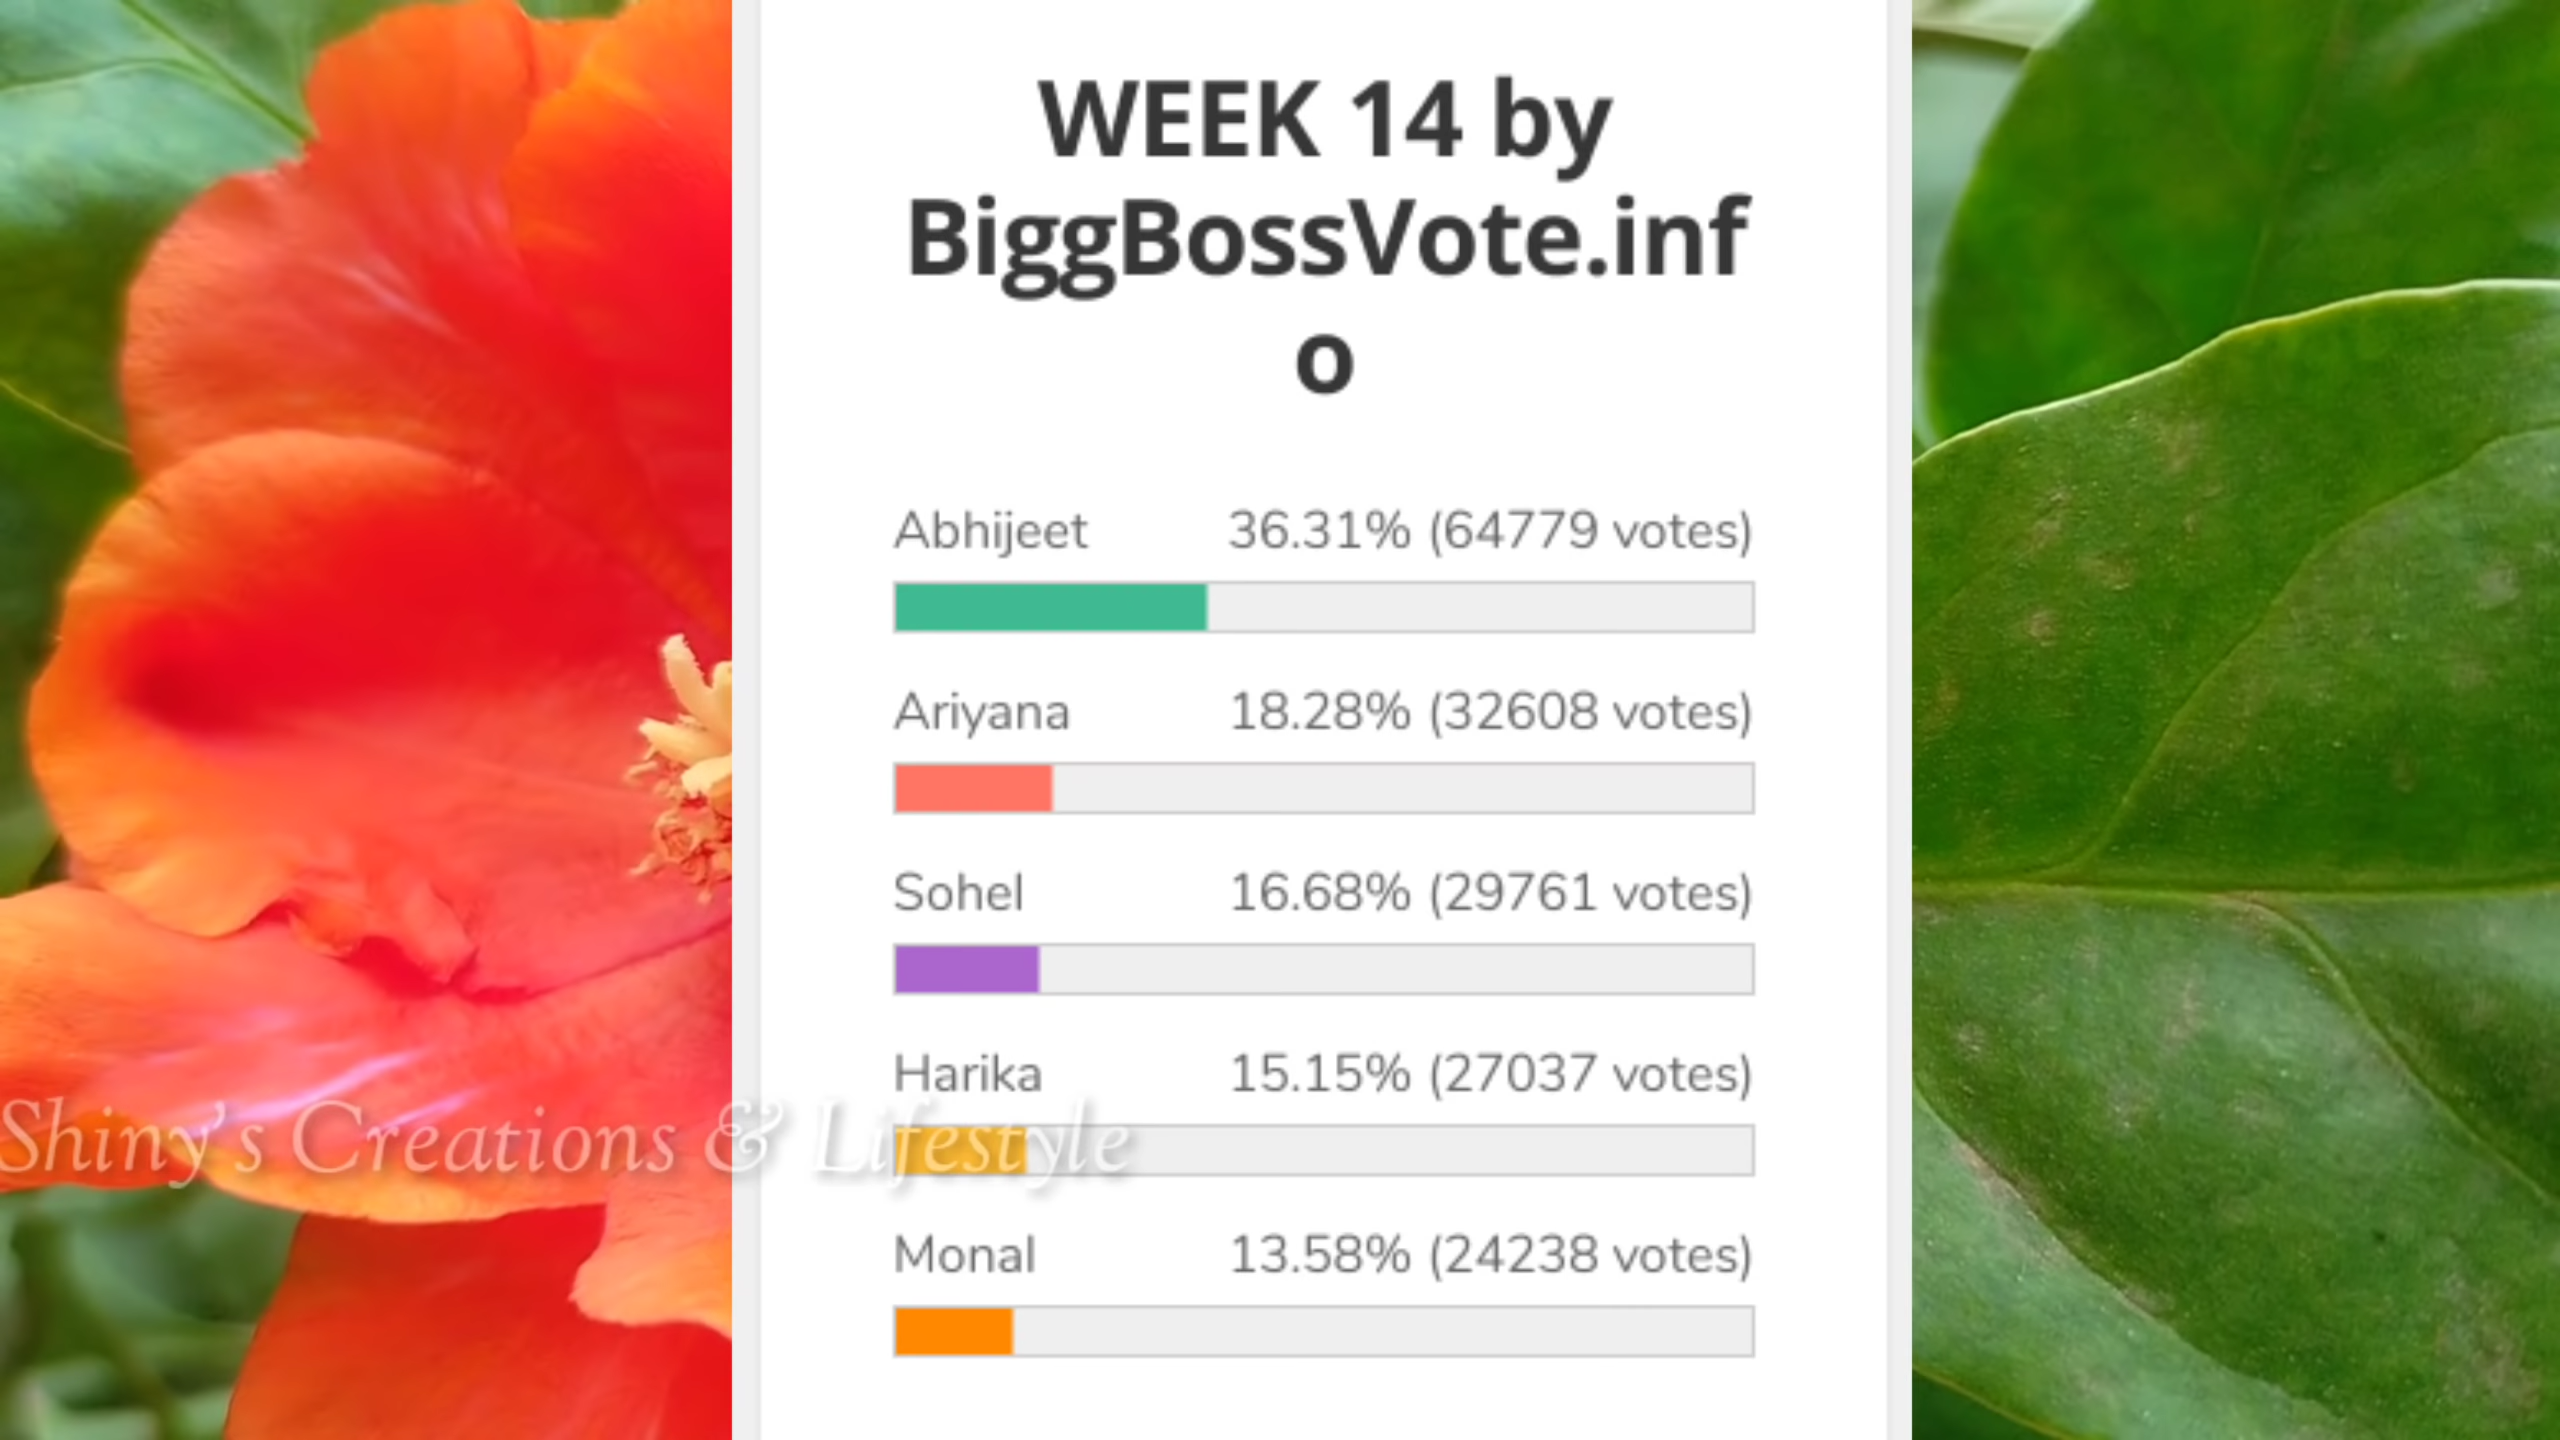 WEEK 14 by
BiggBossVote.inf
o
Abhijeet 36.31% (64779 votes)
Ariyana 18.28% (32608 votes)
Sohel 16.68% (29761 votes)
Harika 15.15% (27037 votes)
Shiny's Creations & Lifestyle
Monal 13.58% (24238 votes)